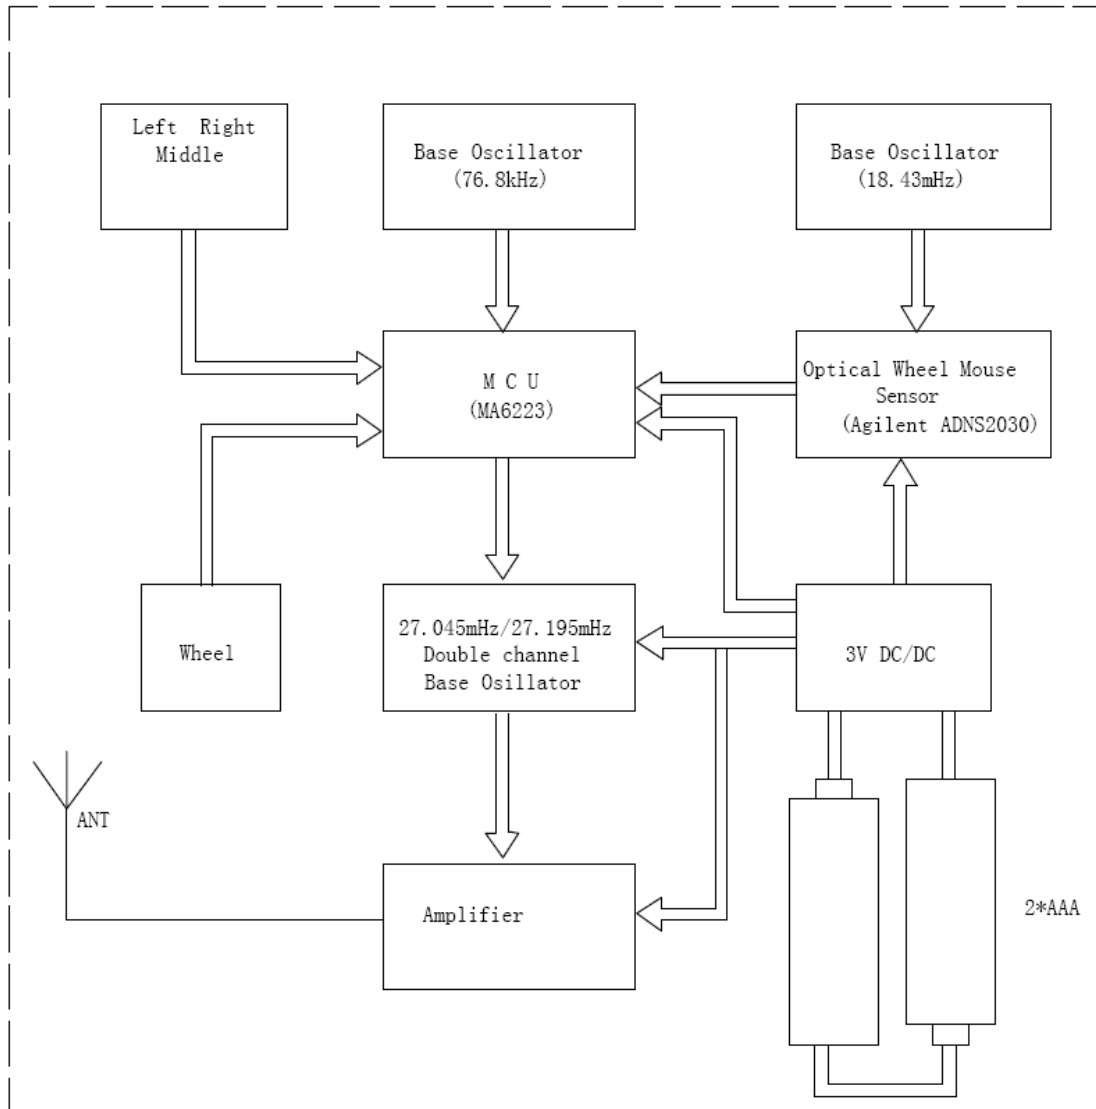 Left  Right
Middle
Base Oscillator
(76.8kHz)
Base Oscillator
(18.43mHz)
M C U
(MA6223)
Optical Wheel Mouse
Sensor
(Agilent ADNS2030)
Wheel
27.045mHz/27.195mHz
Double channel
Base Osillator
3V DC/DC
ANT
Amplifier
2*AAA